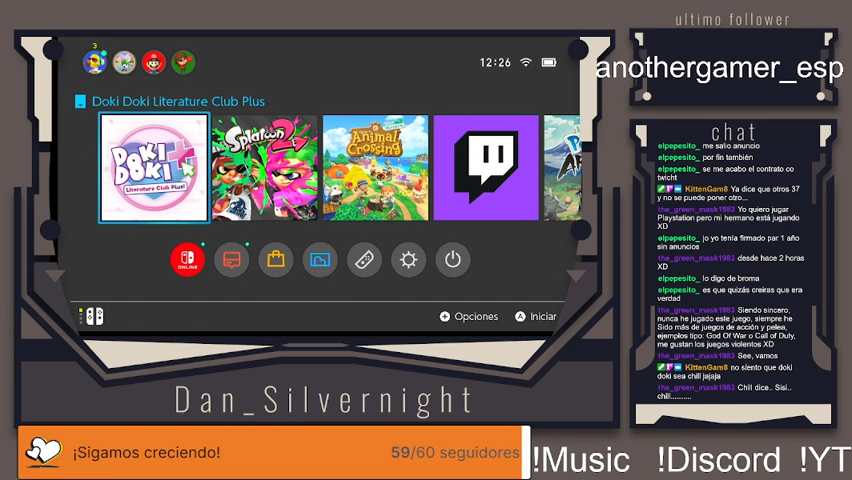 ultimo follower
anothergamer_esp
3
12:26
Doki Doki Literature Club Plus
DOKI
DOKI
Literature Club Plus!
Splatoon 2
Animal
Crossing
ONLINE
Opciones
A Iniciar
Dan_Silvernight
¡Sigamos creciendo!
59/60 seguidores
!Music !Discord !YT
chat
elpepesito_ me salio anuncio
elpepesito_ por fin también
elpepesito_ se me acabo el contrato co
twicht
KittenGam8 Ya dice que otros 37
y no se puede poner otro...
the_green_mask1983 Yo quiero jugar
Playstation pero mi hermano está jugando
XD
elpepesito_ jo yo tenía firmado par 1 año
sin anuncios
the_green_mask1983 desde hace 2 horas
XD
elpepesito_ lo digo de broma
elpepesito_ es que quizás creiras que era
verdad
the_green_mask1983 Siendo sincero,
nunca he jugado este juego, siempre he
Sido más de juegos de acción y pelea,
ejemplos tipo: God Of War o Call of Duty,
me gustan los juegos violentos XD
the_green_mask1983 See, vamos
KittenGam8 no siento que doki
doki sea chill jajaja
the_green_mask1983 Chill dice.. Sisi..
chill..........